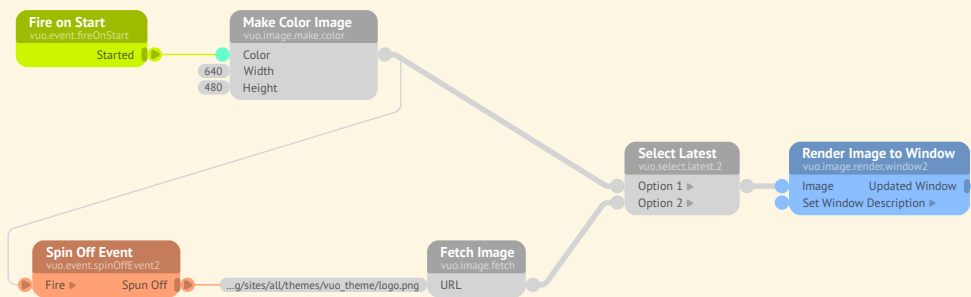 Fire on Start
vuo.event.fireOnStart
Started
Make Color Image
vuo.image.make.color
Color
640 Width
480 Height
Select Latest
vuo.select.latest.2
Option 1
Option 2
Render Image to Window
vuo.image.render.window2
Image Updated Window
Set Window Description
Spin Off Event
vuo.event.spinOffEvent2
Fire Spun Off
...g/sites/all/themes/vuo_theme/logo.png
Fetch Image
vuo.image.fetch
URL